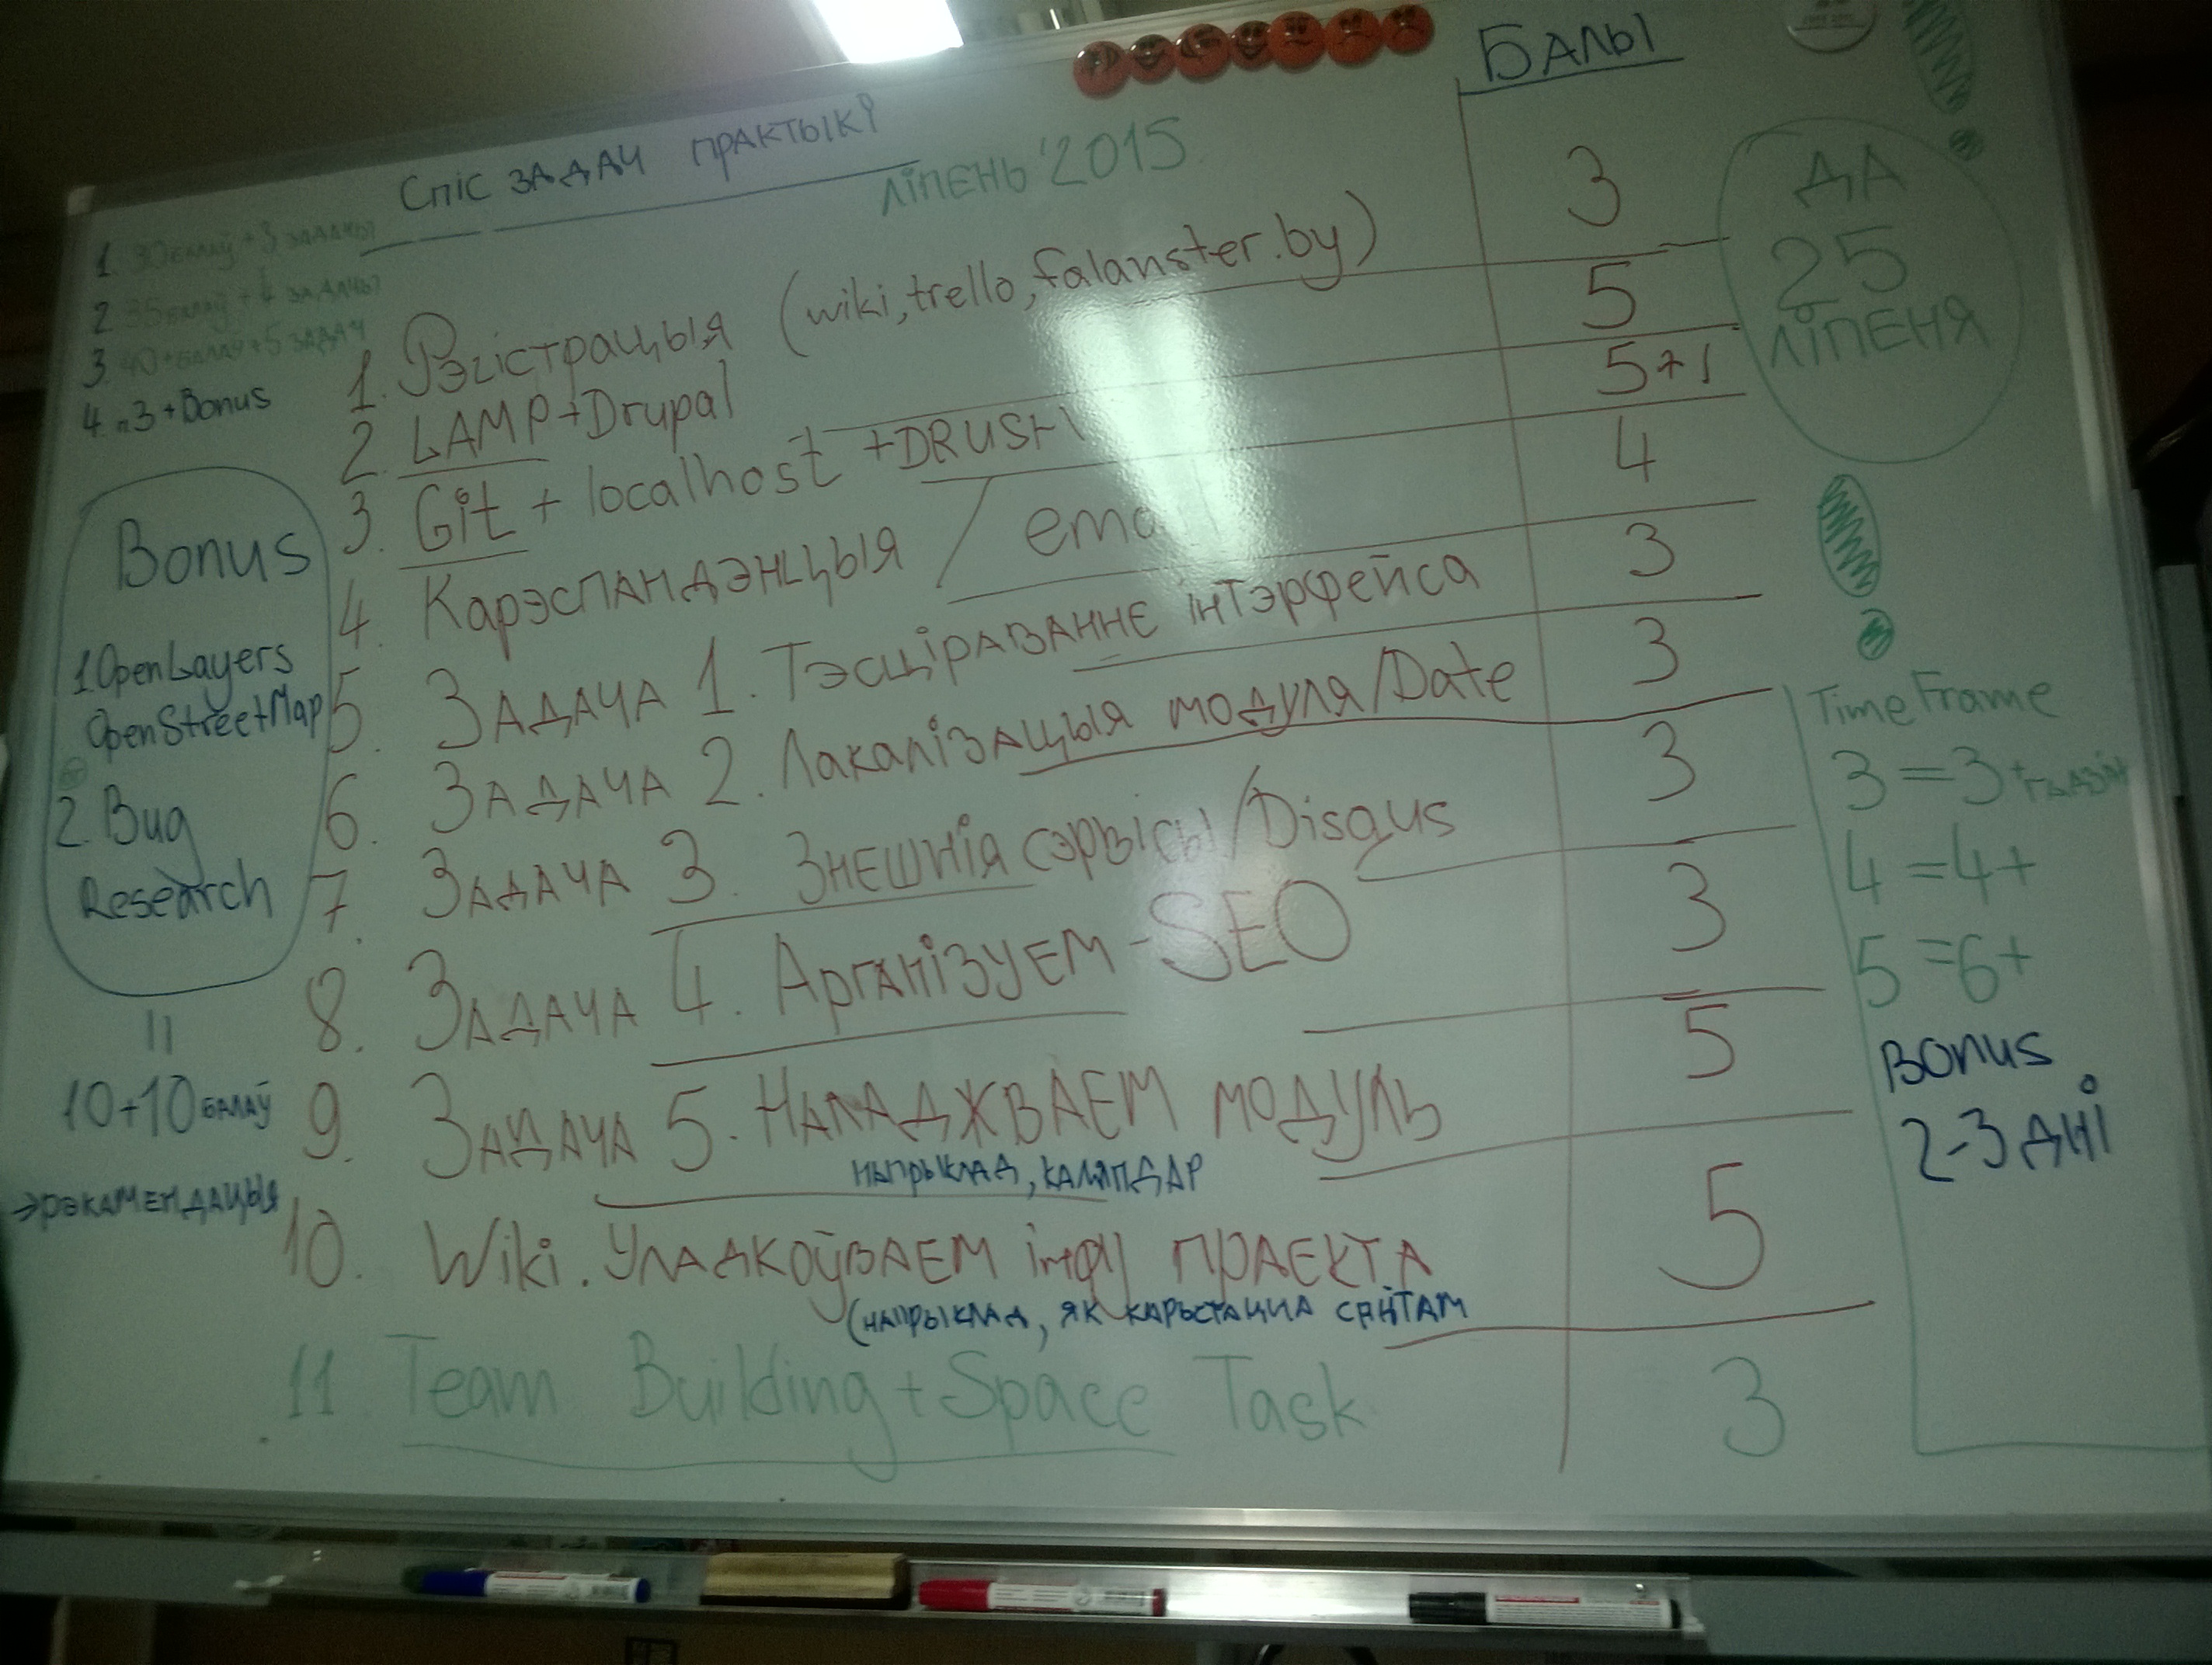 Спіс задач практыкі
ліпень '2015
Балы
1. 30 балаў + 3 задачы
2. 35 балаў + 4 задачы
3. 40 + балаў + 5 задач
4. п3 + Bonus
1. Рэгістрацыя (wiki, trello, falanster.by) 3
2. LAMP + Drupal 5
3. Git + localhost + DRUSH 5+1
4. Карэспандэнцыя / 4
5. Задача 1. Тэсціраванне інтэрфейса 3
6. Задача 2. Лакалізацыя модуля/Date 3
7. Задача 3. Знешнія сэрвісы/Disqus 3
8. Задача 4. Арганізуем SEO 3
9. Задача 5. Наладжваем модуль 5
напрыклад, каляндар
10. Wiki. Уладкоўваем інфу праекта 5
(напрыклад, як карыстацца сайтам
11. Team Building + Space Task 3
Bonus
1 OpenLayers
OpenStreetMap
2. Bug
Research
10+10 балаў
→ рэкамендацыя
да
25
ліпеня
Time Frame
3 = 3+
4 = 4+
5 = 6+
Bonus
2-3 дні